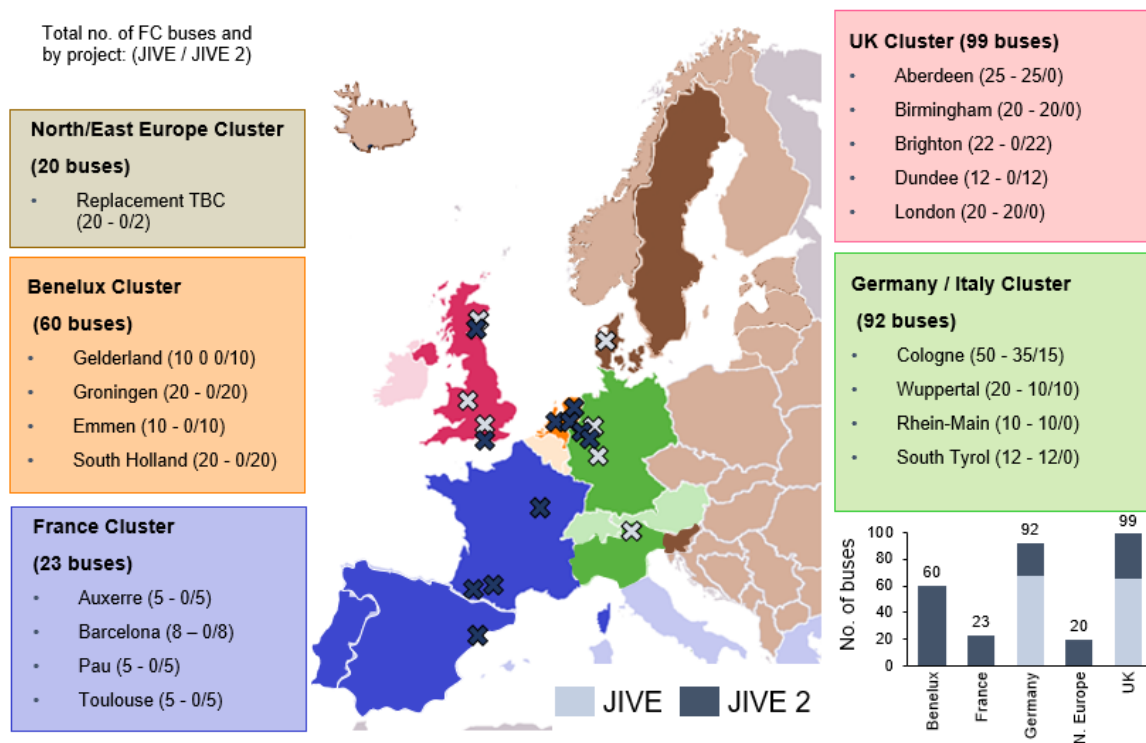 Total no. of FC buses and
by project: (JIVE / JIVE 2)
North/East Europe Cluster
(20 buses)
• Replacement TBC
(20 - 0/2)
Benelux Cluster
(60 buses)
• Gelderland (10 0 0/10)
• Groningen (20 - 0/20)
• Emmen (10 - 0/10)
• South Holland (20 - 0/20)
France Cluster
(23 buses)
• Auxerre (5 - 0/5)
• Barcelona (8 – 0/8)
• Pau (5 - 0/5)
• Toulouse (5 - 0/5)
UK Cluster (99 buses)
• Aberdeen (25 - 25/0)
• Birmingham (20 - 20/0)
• Brighton (22 - 0/22)
• Dundee (12 - 0/12)
• London (20 - 20/0)
Germany / Italy Cluster
(92 buses)
• Cologne (50 - 35/15)
• Wuppertal (20 - 10/10)
• Rhein-Main (10 - 10/0)
• South Tyrol (12 - 12/0)
JIVE
JIVE 2
No. of buses
100
80
60
40
20
0
60
23
92
20
99
Benelux
France
Germany
N. Europe
UK